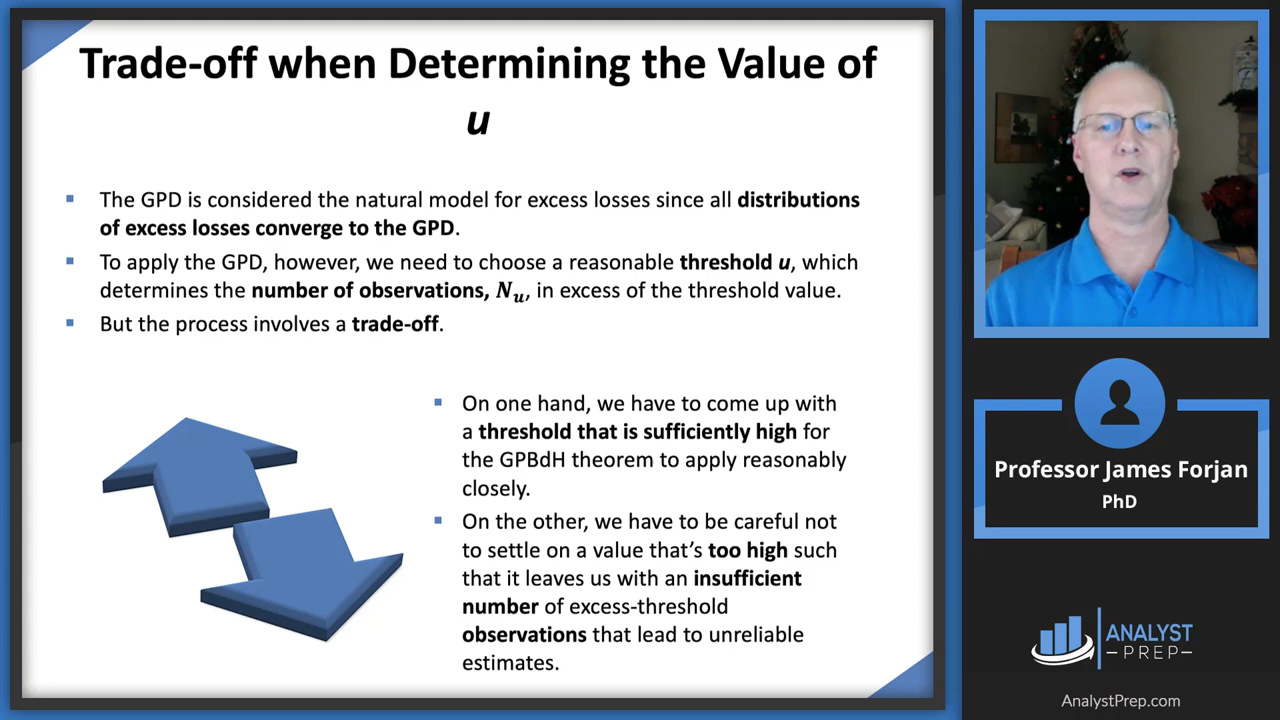 Trade-off when Determining the Value of
u
▪ The GPD is considered the natural model for excess losses since all distributions
of excess losses converge to the GPD.
▪ To apply the GPD, however, we need to choose a reasonable threshold u, which
determines the number of observations, Nᵤ, in excess of the threshold value.
▪ But the process involves a trade-off.
▪ On one hand, we have to come up with
a threshold that is sufficiently high for
the GPBdH theorem to apply reasonably
closely.
▪ On the other, we have to be careful not
to settle on a value that's too high such
that it leaves us with an insufficient
number of excess-threshold
observations that lead to unreliable
estimates.
Professor James Forjan
PhD
ANALYST
–PREP–
AnalystPrep.com